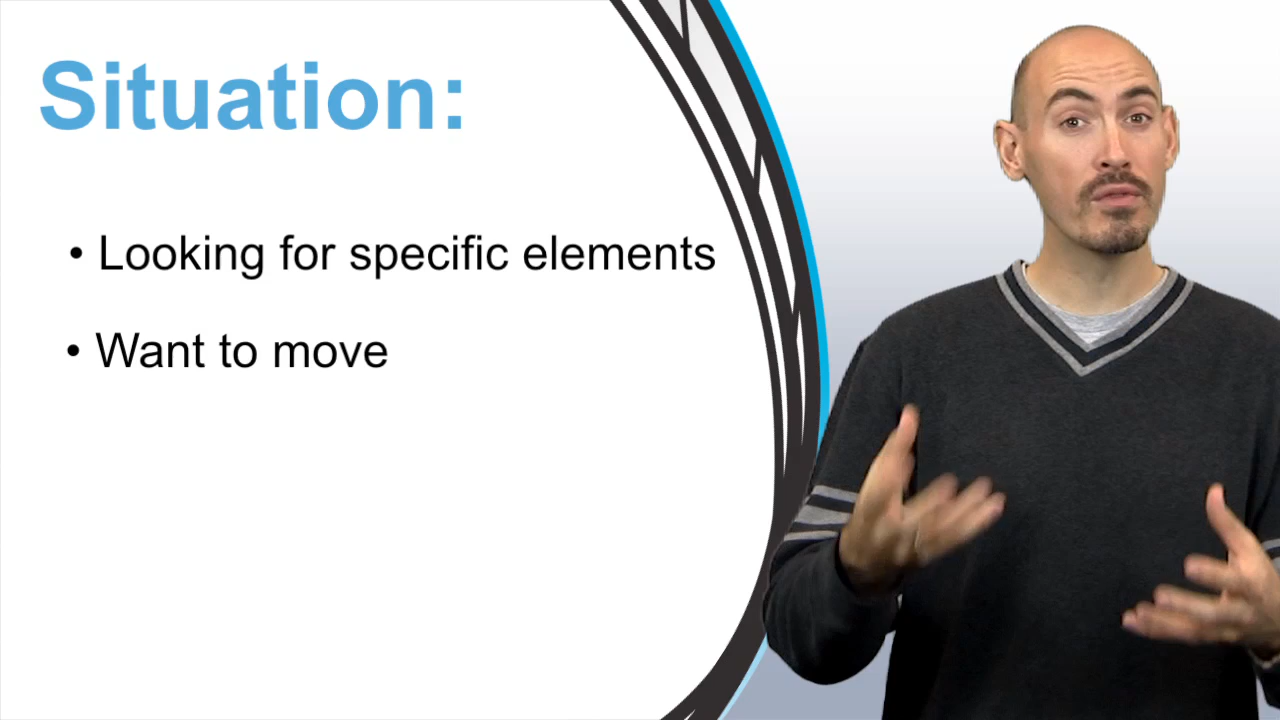 Situation:
• Looking for specific elements
• Want to move